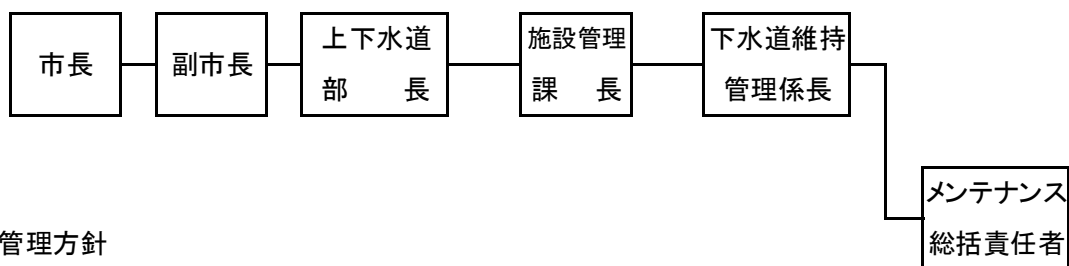 市長
副市長
上下水道
部　長
施設管理
課　長
下水道維持
管理係長
メンテナンス
総括責任者
管理方針